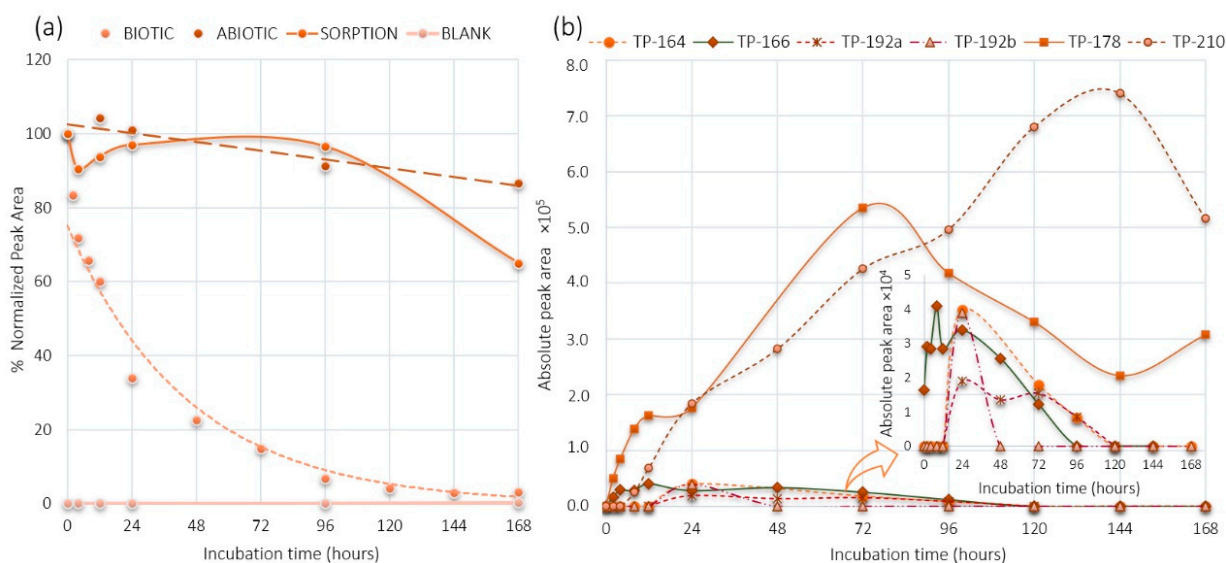 (a)
BIOTIC ABIOTIC SORPTION BLANK
% Normalized Peak Area
120
100
80
60
40
20
0
0 24 48 72 96 120 144 168
Incubation time (hours)
(b)
TP-164 TP-166 TP-192a TP-192b TP-178 TP-210
Absolute peak area ×10⁵
8.0
7.0
6.0
5.0
4.0
3.0
2.0
1.0
0.0
0 24 48 72 96 120 144 168
Incubation time (hours)
Absolute peak area ×10⁴
5
4
3
2
1
0
0 24 48 72 96 120 144 168
Incubation time (hours)